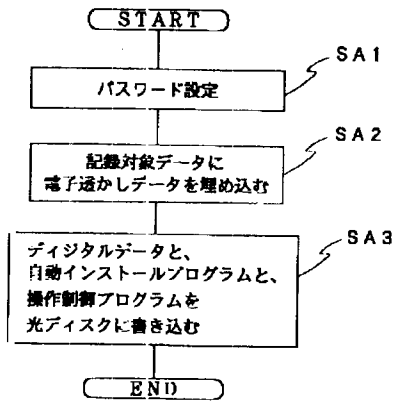 START
SA1
パスワード設定
SA2
記録対象データに
電子透かしデータを埋め込む
SA3
ディジタルデータと、
自動インストールプログラムと、
操作制御プログラムを
光ディスクに書き込む
END